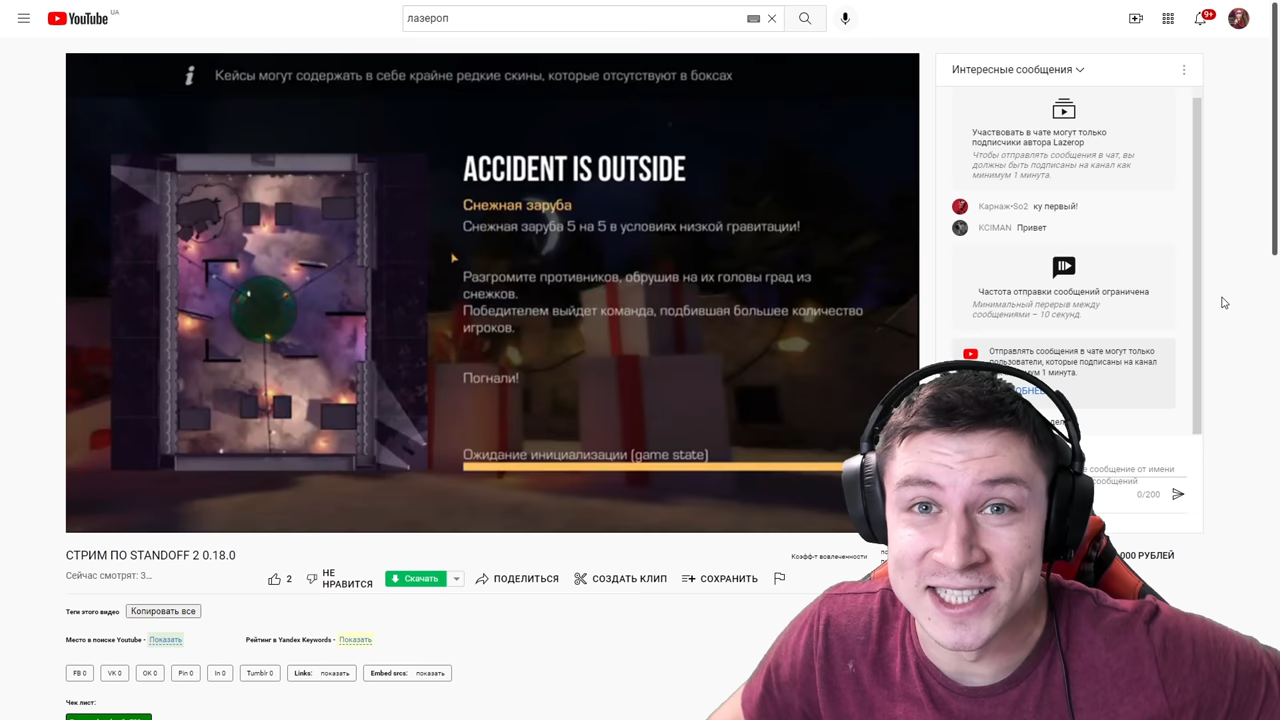 YouTube UA
лазероп
9+
Кейсы могут содержать в себе крайне редкие скины, которые отсутствуют в боксах
ACCIDENT IS OUTSIDE
Снежная заруба
Снежная заруба 5 на 5 в условиях низкой гравитации!
Разгромите противников, обрушив на их головы град из
снежков.
Победителем выйдет команда, подбившая большее количество
игроков.
Погнали!
Ожидание инициализации (game state)
Интересные сообщения
Участвовать в чате могут только
подписчики автора Lazerop
Чтобы отправлять сообщения в чат, вы
должны быть подписаны на канал как
минимум 1 минута.
Карнаж•So2 ку первый!
KCIMAN Привет
Частота отправки сообщений ограничена
Минимальный перерыв между
сообщениями – 10 секунд.
Отправлять сообщения в чате могут только
пользователи, которые подписаны на канал
1 минута.
сообщение от имени
сообщений
0/200
СТРИМ ПО STANDOFF 2 0.18.0
Сейчас смотрят: 3...
2
НЕ
НРАВИТСЯ
Скачать
ПОДЕЛИТЬСЯ
СОЗДАТЬ КЛИП
СОХРАНИТЬ
Коэфф-т вовлеченности
000 РУБЛЕЙ
Теги этого видео Копировать все
Место в поиске Youtube - Показать
Рейтинг в Yandex Keywords - Показать
FB 0 VK 0 OK 0 Pin 0 In 0 Tumblr 0 Links: показать Embed srcs: показать
Чек лист: